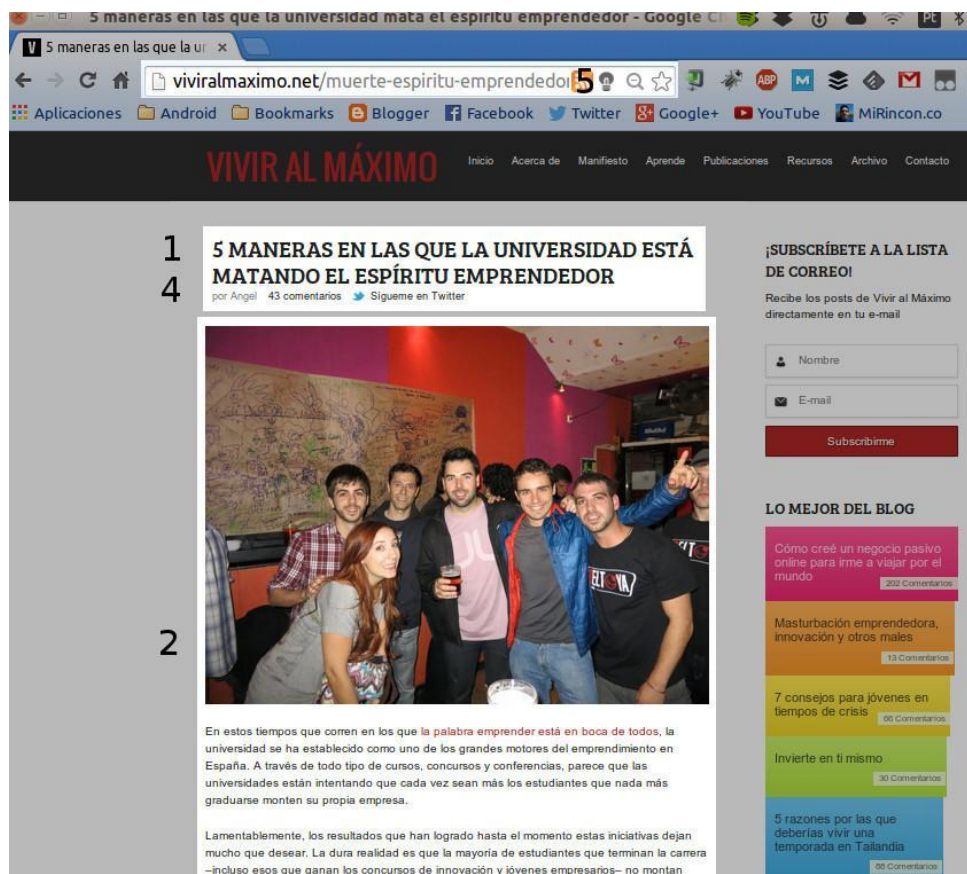 5 maneras en las que la universidad mata el espíritu emprendedor - Google C
Pt
V 5 maneras en las que la ur ×
viviralmaximo.net/muerte-espiritu-emprendedor 5
ABP M
Aplicaciones Android Bookmarks Blogger Facebook Twitter Google+ YouTube MiRincon.co
VIVIR AL MÁXIMO
Inicio Acerca de Manifiesto Aprende Publicaciones Recursos Archivo Contacto
1
5 MANERAS EN LAS QUE LA UNIVERSIDAD ESTÁ
MATANDO EL ESPÍRITU EMPRENDEDOR
4
por Angel 43 comentarios Sígueme en Twitter
¡SUBSCRÍBETE A LA LISTA
DE CORREO!
Recibe los posts de Vivir al Máximo
directamente en tu e-mail
Nombre
E-mail
Subscribirme
2
LO MEJOR DEL BLOG
Cómo creé un negocio pasivo
online para irme a viajar por el
mundo
202 Comentarios
Masturbación emprendedora,
innovación y otros males
13 Comentarios
7 consejos para jóvenes en
tiempos de crisis
66 Comentarios
Invierte en ti mismo
30 Comentarios
5 razones por las que
deberías vivir una
temporada en Tailandia
88 Comentarios
En estos tiempos que corren en los que la palabra emprender está en boca de todos, la
universidad se ha establecido como uno de los grandes motores del emprendimiento en
España. A través de todo tipo de cursos, concursos y conferencias, parece que las
universidades están intentando que cada vez sean más los estudiantes que nada más
graduarse monten su propia empresa.
Lamentablemente, los resultados que han logrado hasta el momento estas iniciativas dejan
mucho que desear. La dura realidad es que la mayoría de estudiantes que terminan la carrera
–incluso esos que ganan los concursos de innovación y jóvenes empresarios– no montan